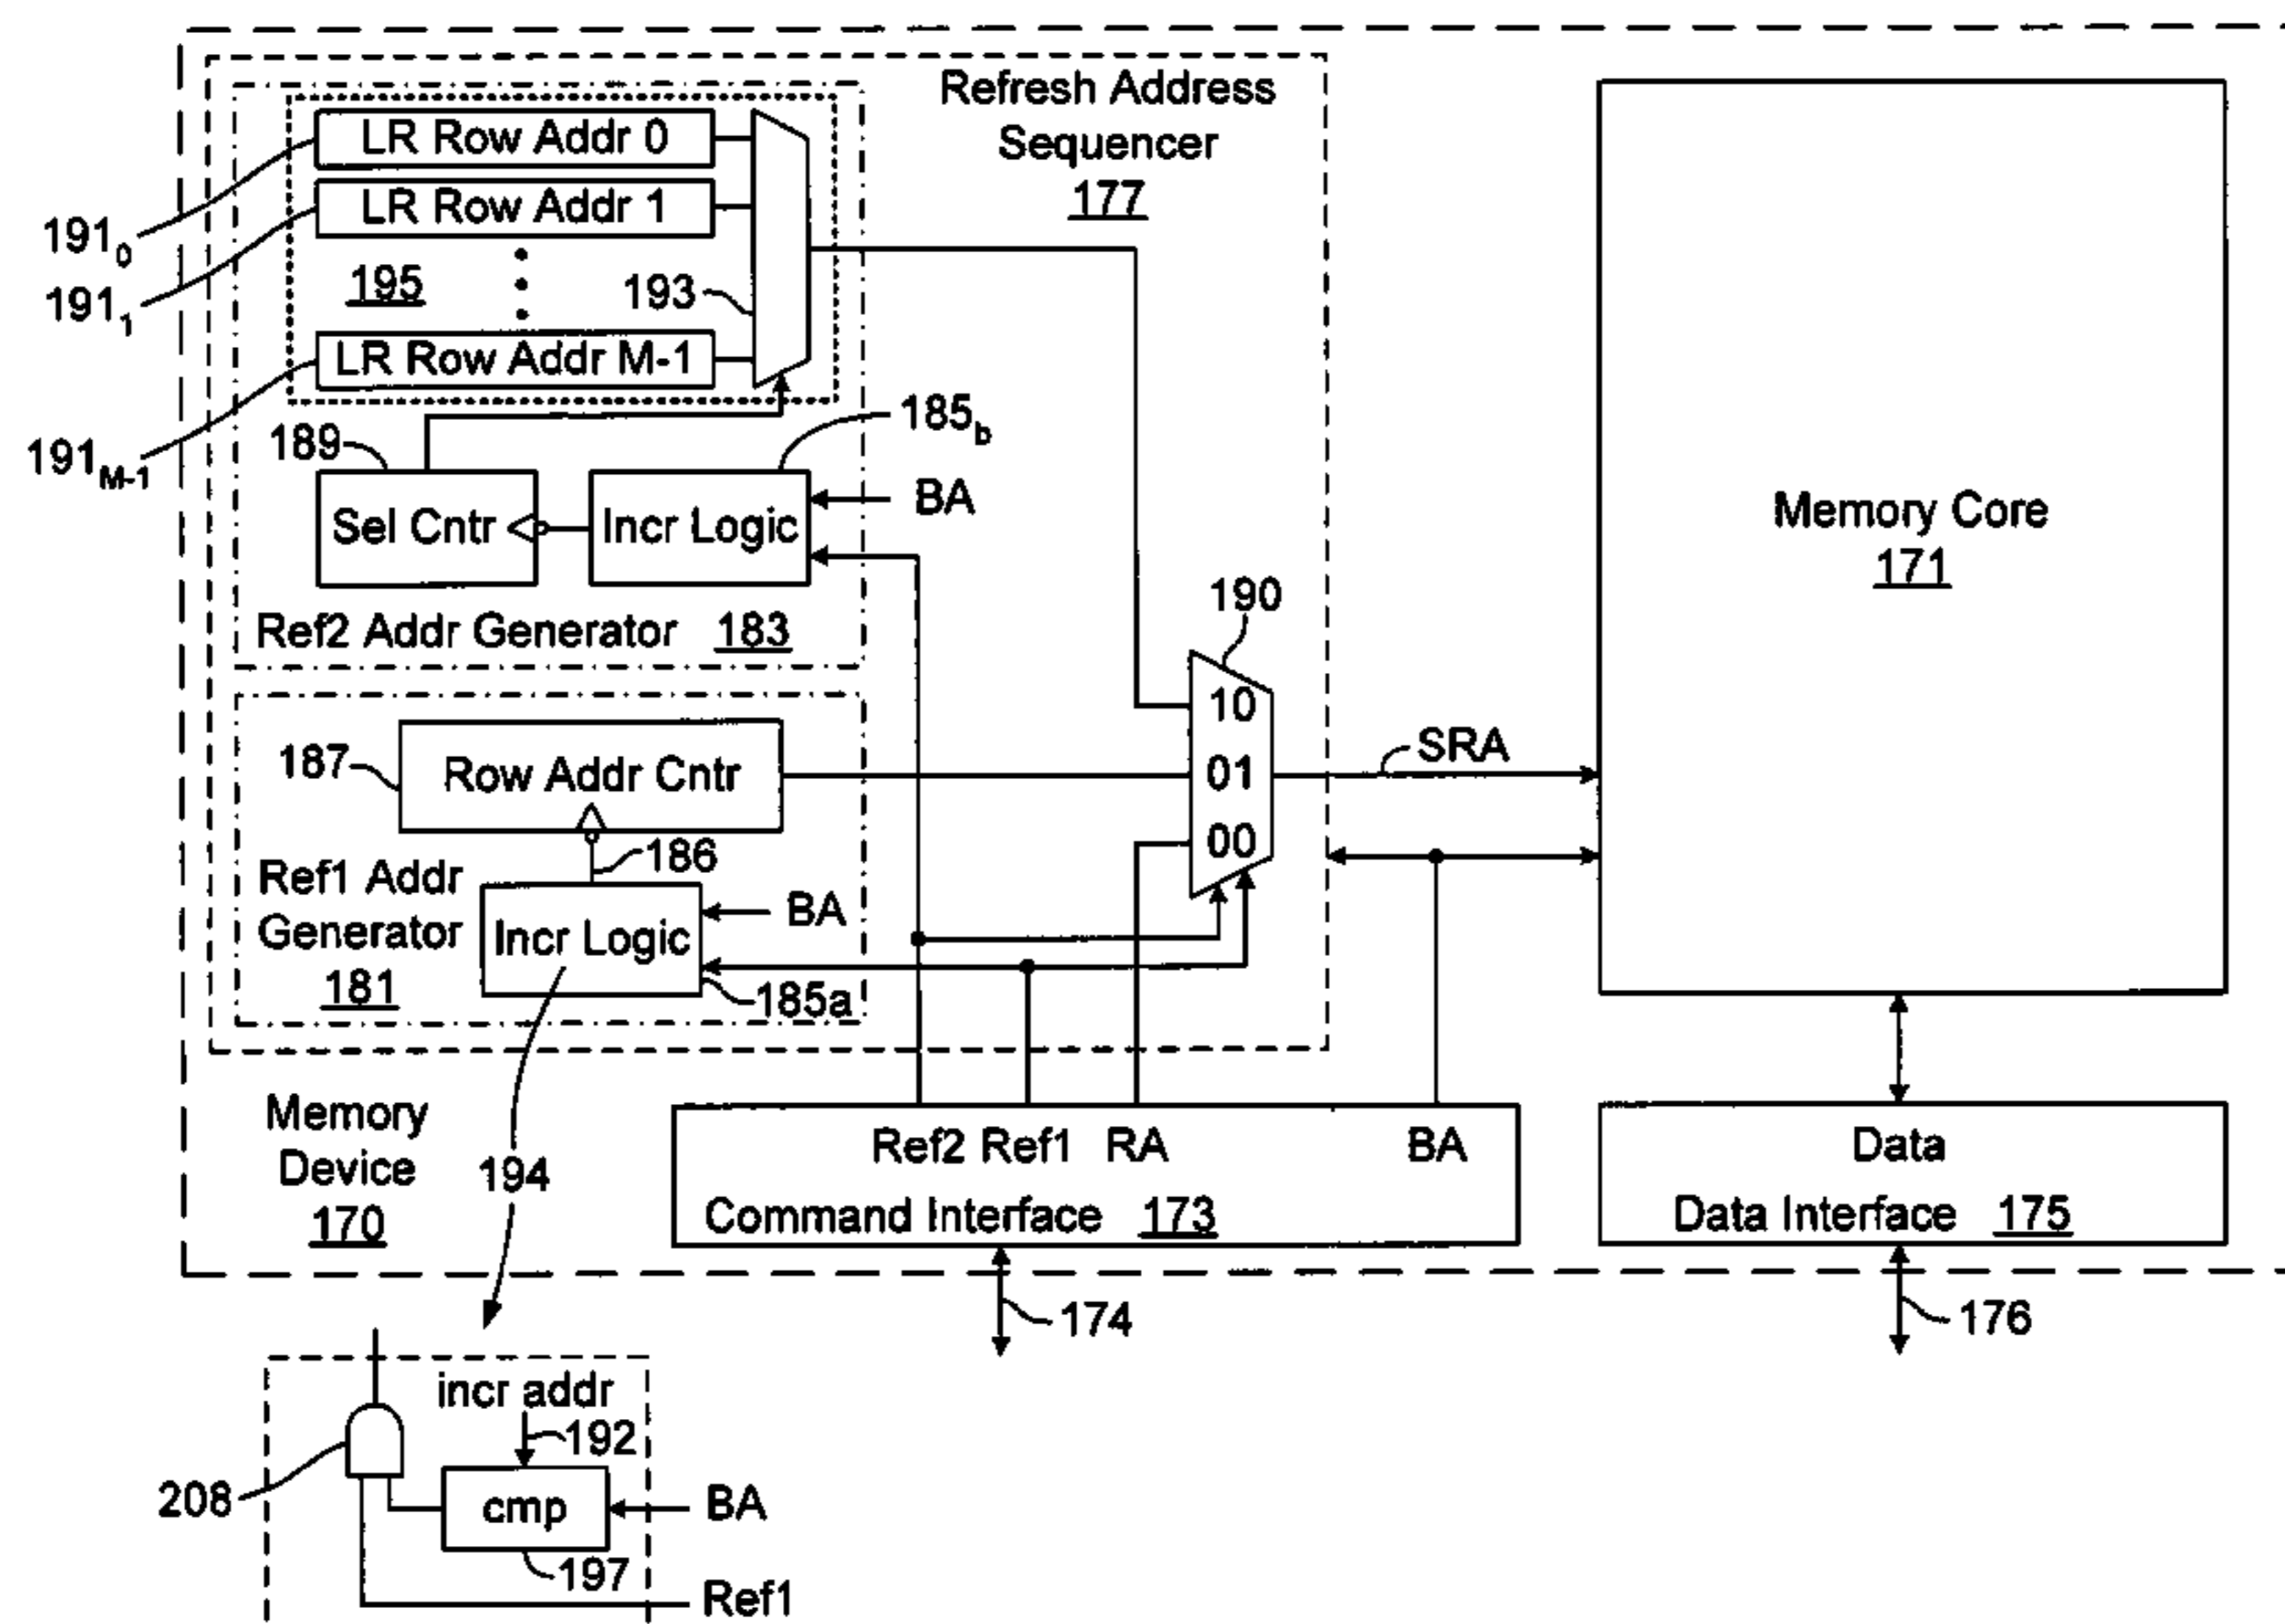 Refresh Address
Sequencer
177
LR Row Addr 0
LR Row Addr 1
195
LR Row Addr M-1
193
191₀
191₁
191M-1
189
185b
Sel Cntr
Incr Logic
BA
Ref2 Addr Generator 183
Memory Core
171
190
10
01
00
SRA
187
Row Addr Cntr
186
Ref1 Addr
Generator
181
Incr Logic
BA
185a
Memory
Device
170
194
Ref2 Ref1 RA BA
Command Interface 173
Data
Data Interface 175
174
176
incr addr
192
208
cmp
BA
197
Ref1